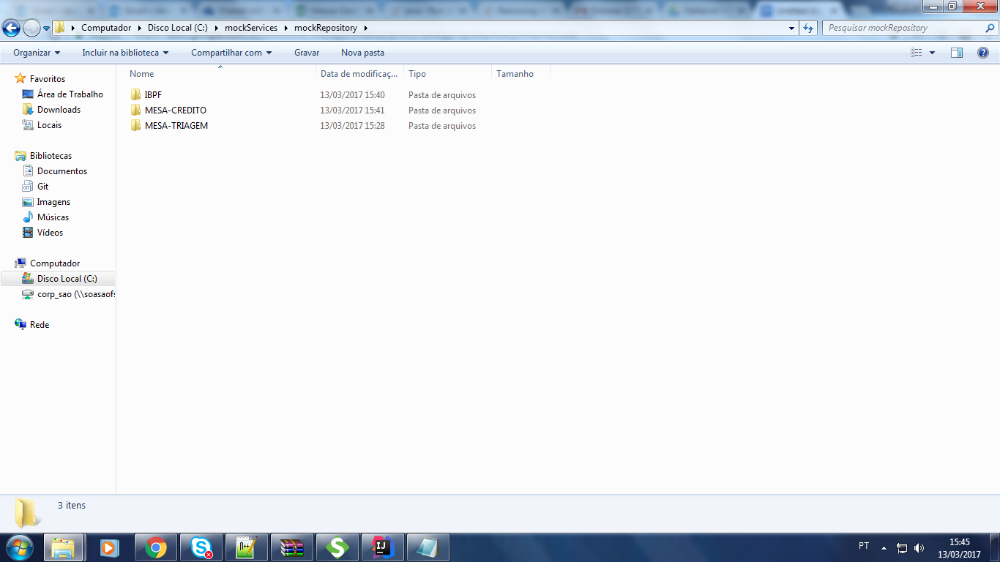 Computador Disco Local (C:) mockServices mockRepository
Pesquisar mockRepository
Organizar Incluir na biblioteca Compartilhar com Gravar Nova pasta
Nome Data de modificaç... Tipo Tamanho
IBPF 13/03/2017 15:40 Pasta de arquivos
MESA-CREDITO 13/03/2017 15:41 Pasta de arquivos
MESA-TRIAGEM 13/03/2017 15:28 Pasta de arquivos
Favoritos
Área de Trabalho
Downloads
Locais
Bibliotecas
Documentos
Git
Imagens
Músicas
Vídeos
Computador
Disco Local (C:)
corp_sao (\\soasaofs
Rede
3 itens
PT
15:45
13/03/2017